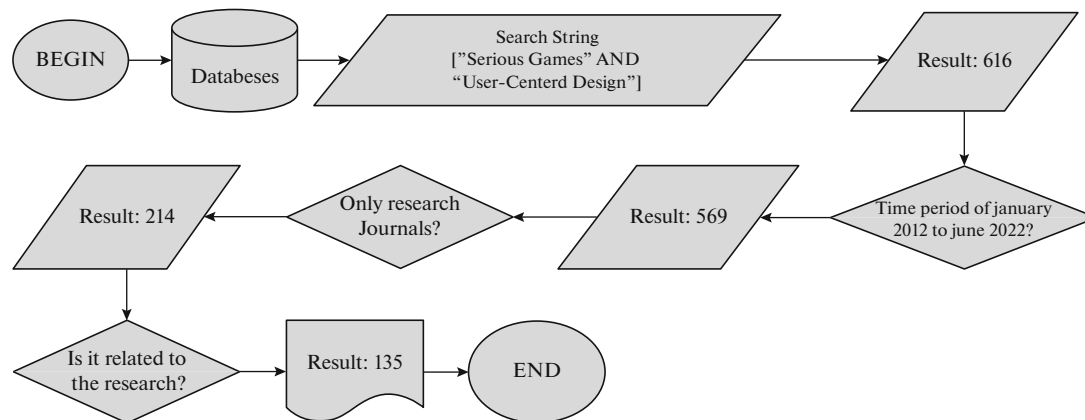 BEGIN
Databeses
Search String
["Serious Games” AND
“User-Centerd Design”]
Result: 616
Time period of january
2012 to june 2022?
Result: 569
Only research
Journals?
Result: 214
Is it related to
the research?
Result: 135
END